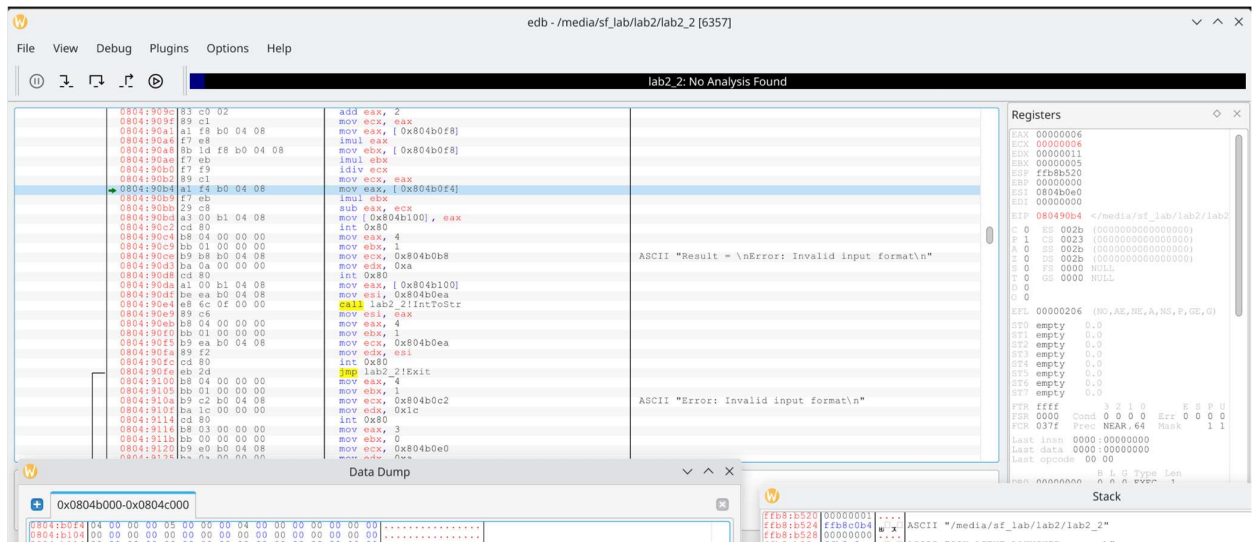 edb - /media/sf_lab/lab2/lab2_2 [6357]
File View Debug Plugins Options Help
lab2_2: No Analysis Found
0804:909c 83 c0 02 add eax, 2
0804:909f 89 c1 mov ecx, eax
0804:90a1 a1 f8 b0 04 08 mov eax, [0x804b0f8]
0804:90a6 f7 e8 imul eax
0804:90a8 8b 1d f8 b0 04 08 mov ebx, [0x804b0f8]
0804:90ae f7 eb imul ebx
0804:90b0 f7 f9 idiv ecx
0804:90b2 89 c1 mov ecx, eax
0804:90b4 a1 f4 b0 04 08 mov eax, [0x804b0f4]
0804:90b9 f7 eb imul ebx
0804:90bb 29 c8 sub eax, ecx
0804:90bd a3 00 b1 04 08 mov [0x804b100], eax
0804:90c2 cd 80 int 0x80
0804:90c4 b8 04 00 00 00 mov eax, 4
0804:90c9 bb 01 00 00 00 mov ebx, 1
0804:90ce b9 b8 b0 04 08 mov ecx, 0x804b0b8 ASCII "Result = \nError: Invalid input format\n"
0804:90d3 ba 0a 00 00 00 mov edx, 0xa
0804:90d8 cd 80 int 0x80
0804:90da a1 00 b1 04 08 mov eax, [0x804b100]
0804:90df be ea b0 04 08 mov esi, 0x804b0ea
0804:90e4 e8 6c 0f 00 00 call lab2_2!IntToStr
0804:90e9 89 c6 mov esi, eax
0804:90eb b8 04 00 00 00 mov eax, 4
0804:90f0 bb 01 00 00 00 mov ebx, 1
0804:90f5 b9 ea b0 04 08 mov ecx, 0x804b0ea
0804:90fa 89 f2 mov edx, esi
0804:90fc cd 80 int 0x80
0804:90fe eb 2d jmp lab2_2!Exit
0804:9100 b8 04 00 00 00 mov eax, 4
0804:9105 bb 01 00 00 00 mov ebx, 1
0804:910a b9 c2 b0 04 08 mov ecx, 0x804b0c2 ASCII "Error: Invalid input format\n"
0804:910f ba 1c 00 00 00 mov edx, 0x1c
0804:9114 cd 80 int 0x80
0804:9116 b8 03 00 00 00 mov eax, 3
0804:911b bb 00 00 00 00 mov ebx, 0
0804:9120 b9 e0 b0 04 08 mov ecx, 0x804b0e0
0804:9125 ba 0a 00 00 00 mov edx, 0xa
Registers
EAX 00000006
ECX 00000006
EDX 00000011
EBX 00000005
ESP ffb8b520
EBP 00000000
ESI 0804b0e0
EDI 00000000
EIP 080490b4 </media/sf_lab/lab2/lab2
C 0 ES 002b (0000000000000000)
P 1 CS 0023 (0000000000000000)
A 0 SS 002b (0000000000000000)
Z 0 DS 002b (0000000000000000)
S 0 FS 0000 NULL
T 0 GS 0000 NULL
D 0
O 0
EFL 00000206 (NO,AE,NE,A,NS,P,GE,G)
ST0 empty 0.0
ST1 empty 0.0
ST2 empty 0.0
ST3 empty 0.0
ST4 empty 0.0
ST5 empty 0.0
ST6 empty 0.0
ST7 empty 0.0
FTR ffff 3 2 1 0 E S P U
FSR 0000 Cond 0 0 0 0 Err 0 0 0 0
FCR 037f Prec NEAR,64 Mask 1 1
Last insn 0000:00000000
Last data 0000:00000000
Last opcode 00 00
B L G Type Len
Data Dump
0x0804b000-0x0804c000
0804:b0f4 04 00 00 00 05 00 00 00 04 00 00 00 00 00 00 00 ................
0804:b104 00 00 00 00 00 00 00 00 00 00 00 00 00 00 00 00 ................
Stack
ffb8:b520 00000001 ....
ffb8:b524 ffb8c0b4 ASCII "/media/sf_lab/lab2/lab2_2"
ffb8:b528 00000000 ....